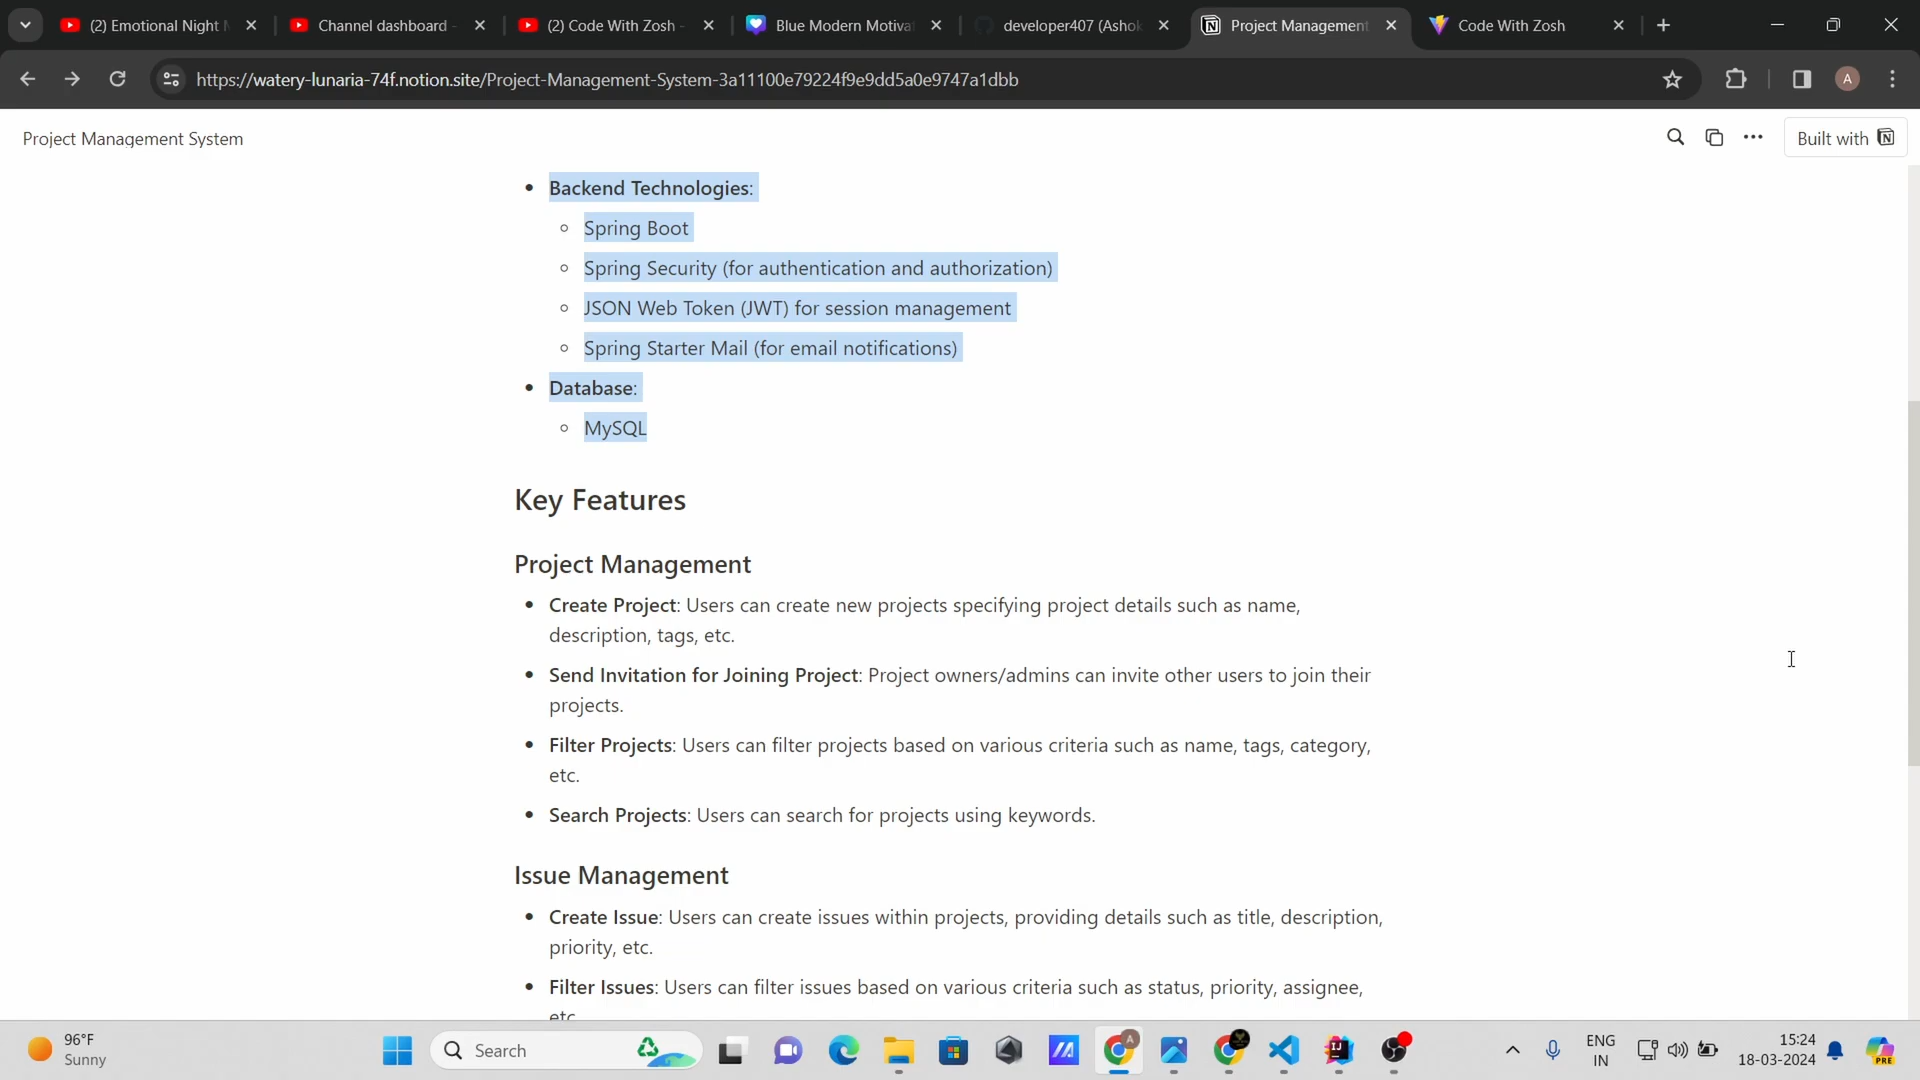 (2) Emotional Night M
Channel dashboard -
(2) Code With Zosh -
Blue Modern Motivat
developer407 (Ashok
Project Management
Code With Zosh
https://watery-lunaria-74f.notion.site/Project-Management-System-3a11100e79224f9e9dd5a0e9747a1dbb
A
Project Management System
Built with
Backend Technologies:
Spring Boot
Spring Security (for authentication and authorization)
JSON Web Token (JWT) for session management
Spring Starter Mail (for email notifications)
Database:
MySQL
Key Features
Project Management
Create Project: Users can create new projects specifying project details such as name,
description, tags, etc.
Send Invitation for Joining Project: Project owners/admins can invite other users to join their
projects.
Filter Projects: Users can filter projects based on various criteria such as name, tags, category,
etc.
Search Projects: Users can search for projects using keywords.
Issue Management
Create Issue: Users can create issues within projects, providing details such as title, description,
priority, etc.
Filter Issues: Users can filter issues based on various criteria such as status, priority, assignee,
etc
96°F
Sunny
Search
ENG
IN
15:24
18-03-2024
PRE